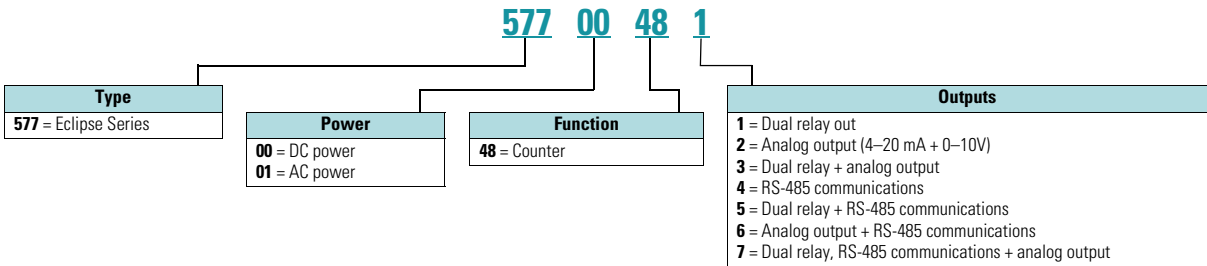 577 00 48 1
Type
577 = Eclipse Series
Power
00 = DC power
01 = AC power
Function
48 = Counter
Outputs
1 = Dual relay out
2 = Analog output (4–20 mA + 0–10V)
3 = Dual relay + analog output
4 = RS-485 communications
5 = Dual relay + RS-485 communications
6 = Analog output + RS-485 communications
7 = Dual relay, RS-485 communications + analog output